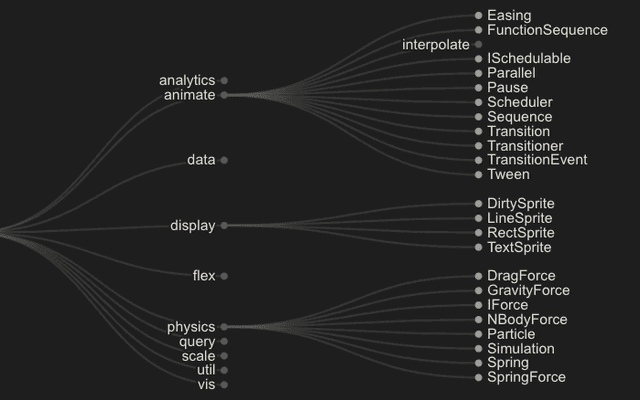 analytics
animate
data
display
flex
physics
query
scale
util
vis
Easing
FunctionSequence
interpolate
ISchedulable
Parallel
Pause
Scheduler
Sequence
Transition
Transitioner
TransitionEvent
Tween
DirtySprite
LineSprite
RectSprite
TextSprite
DragForce
GravityForce
IForce
NBodyForce
Particle
Simulation
Spring
SpringForce